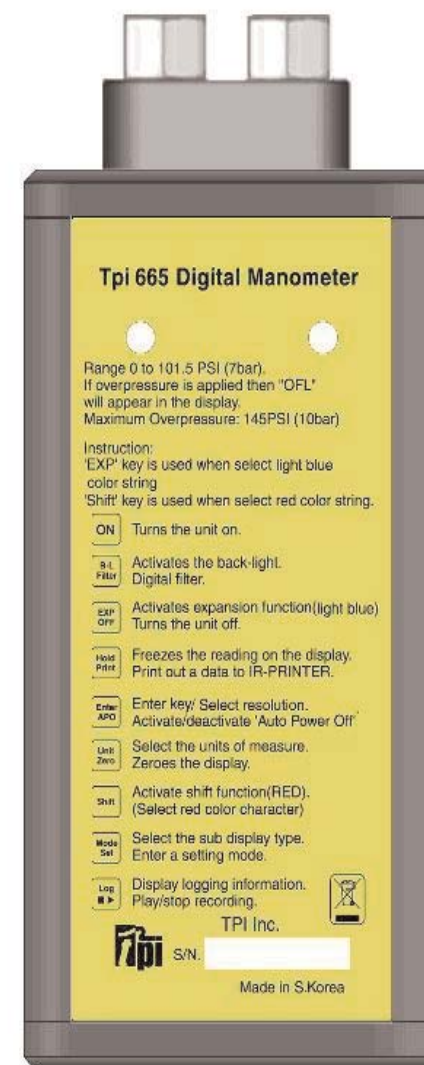 Tpi 665 Digital Manometer
Range 0 to 101.5 PSI (7bar).
If overpressure is applied then "OFL"
will appear in the display.
Maximum Overpressure: 145PSI (10bar)
Instruction:
'EXP' key is used when select light blue
color string
'Shift' key is used when select red color string.
ON Turns the unit on.
B-L Activates the back-light.
Filter Digital filter.
EXP Activates expansion function(light blue)
OFF Turns the unit off.
Hold Freezes the reading on the display.
Print Print out a data to IR-PRINTER.
Enter Enter key/ Select resolution.
APO Activate/deactivate 'Auto Power Off'
Unit Select the units of measure.
Zero Zeroes the display.
Shift Activate shift function(RED).
(Select red color character)
Mode Select the sub display type.
Set Enter a setting mode.
Log Display logging information.
Play/stop recording.
TPI Inc.
tpi S/N.
Made in S.Korea